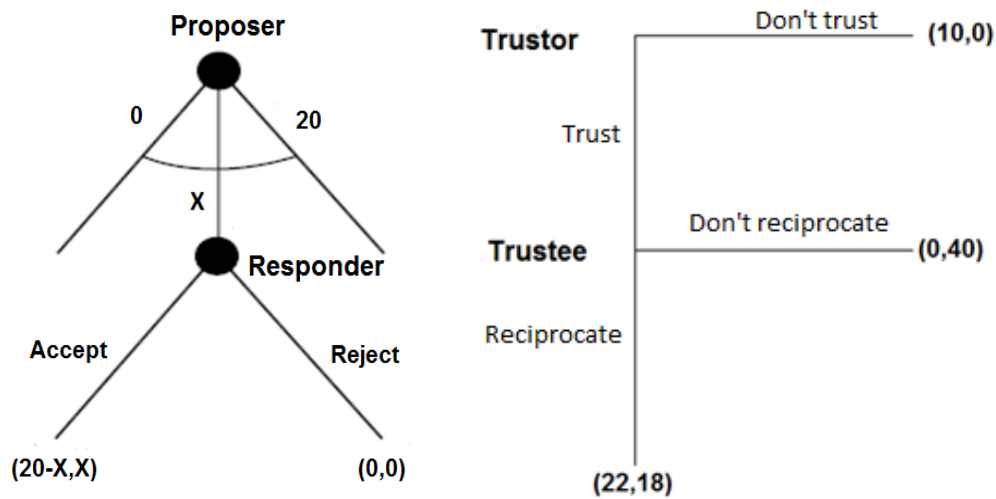 Proposer
0
20
X
Responder
Accept
Reject
(20-X,X)
(0,0)
Trustor
Don't trust
(10,0)
Trust
Don't reciprocate
Trustee
(0,40)
Reciprocate
(22,18)